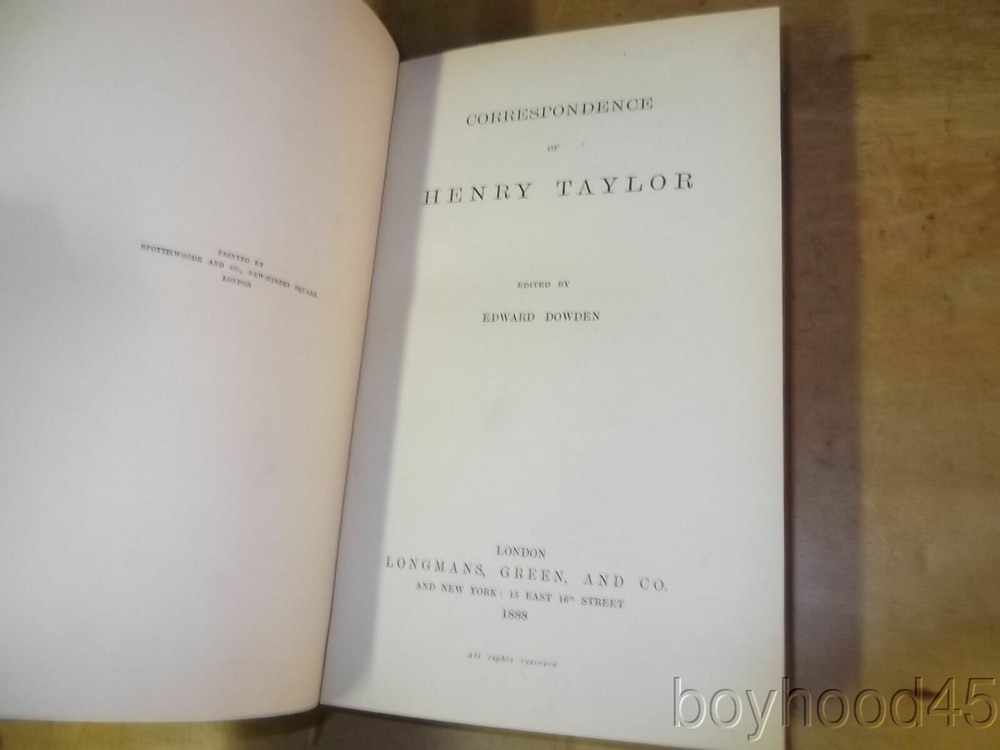 PRINTED BY
SPOTTISWOODE AND CO., NEW-STREET SQUARE
LONDON
CORRESPONDENCE
OF
HENRY TAYLOR
EDITED BY
EDWARD DOWDEN
LONDON
LONGMANS, GREEN, AND CO.
AND NEW YORK : 15 EAST 16th STREET
1888
All rights reserved
boyhood45